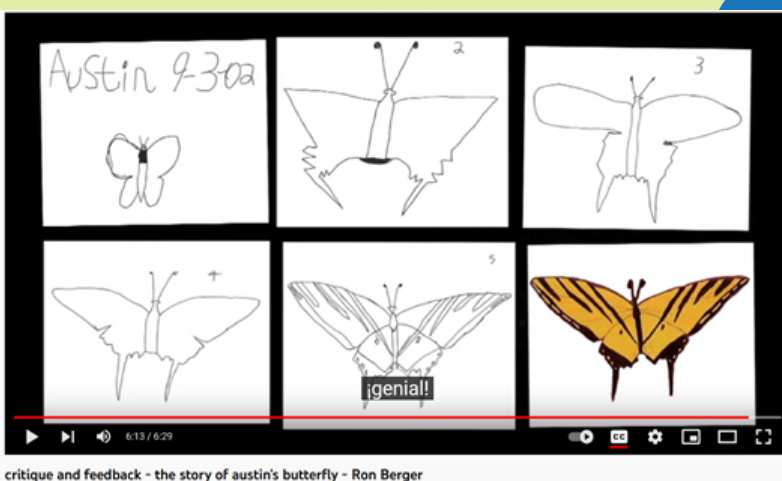 Austin 9-3-02
2
3
4
5
¡genial!
6:13 / 6:29
CC
critique and feedback - the story of austin's butterfly - Ron Berger